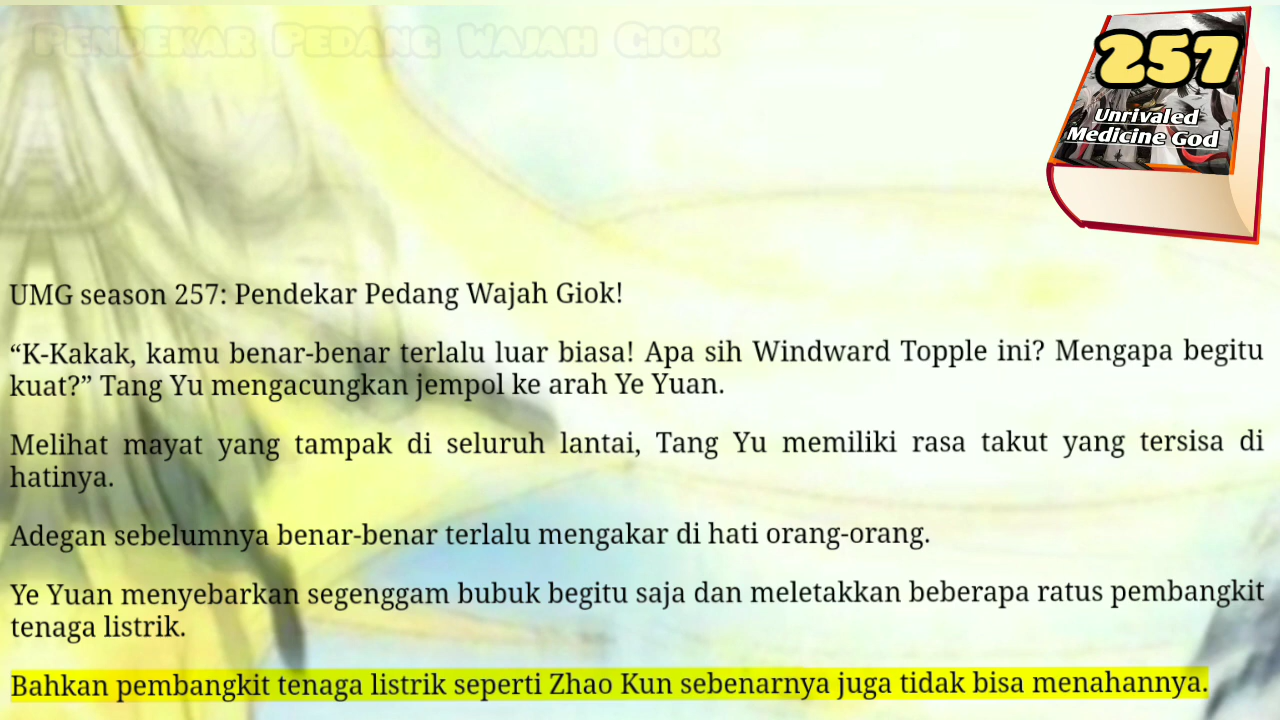 Pendekar Pedang Wajah Giok
257
Unrivaled
Medicine God
UMG season 257: Pendekar Pedang Wajah Giok!
“K-Kakak, kamu benar-benar terlalu luar biasa! Apa sih Windward Topple ini? Mengapa begitu
kuat?” Tang Yu mengacungkan jempol ke arah Ye Yuan.
Melihat mayat yang tampak di seluruh lantai, Tang Yu memiliki rasa takut yang tersisa di
hatinya.
Adegan sebelumnya benar-benar terlalu mengakar di hati orang-orang.
Ye Yuan menyebarkan segenggam bubuk begitu saja dan meletakkan beberapa ratus pembangkit
tenaga listrik.
Bahkan pembangkit tenaga listrik seperti Zhao Kun sebenarnya juga tidak bisa menahannya.